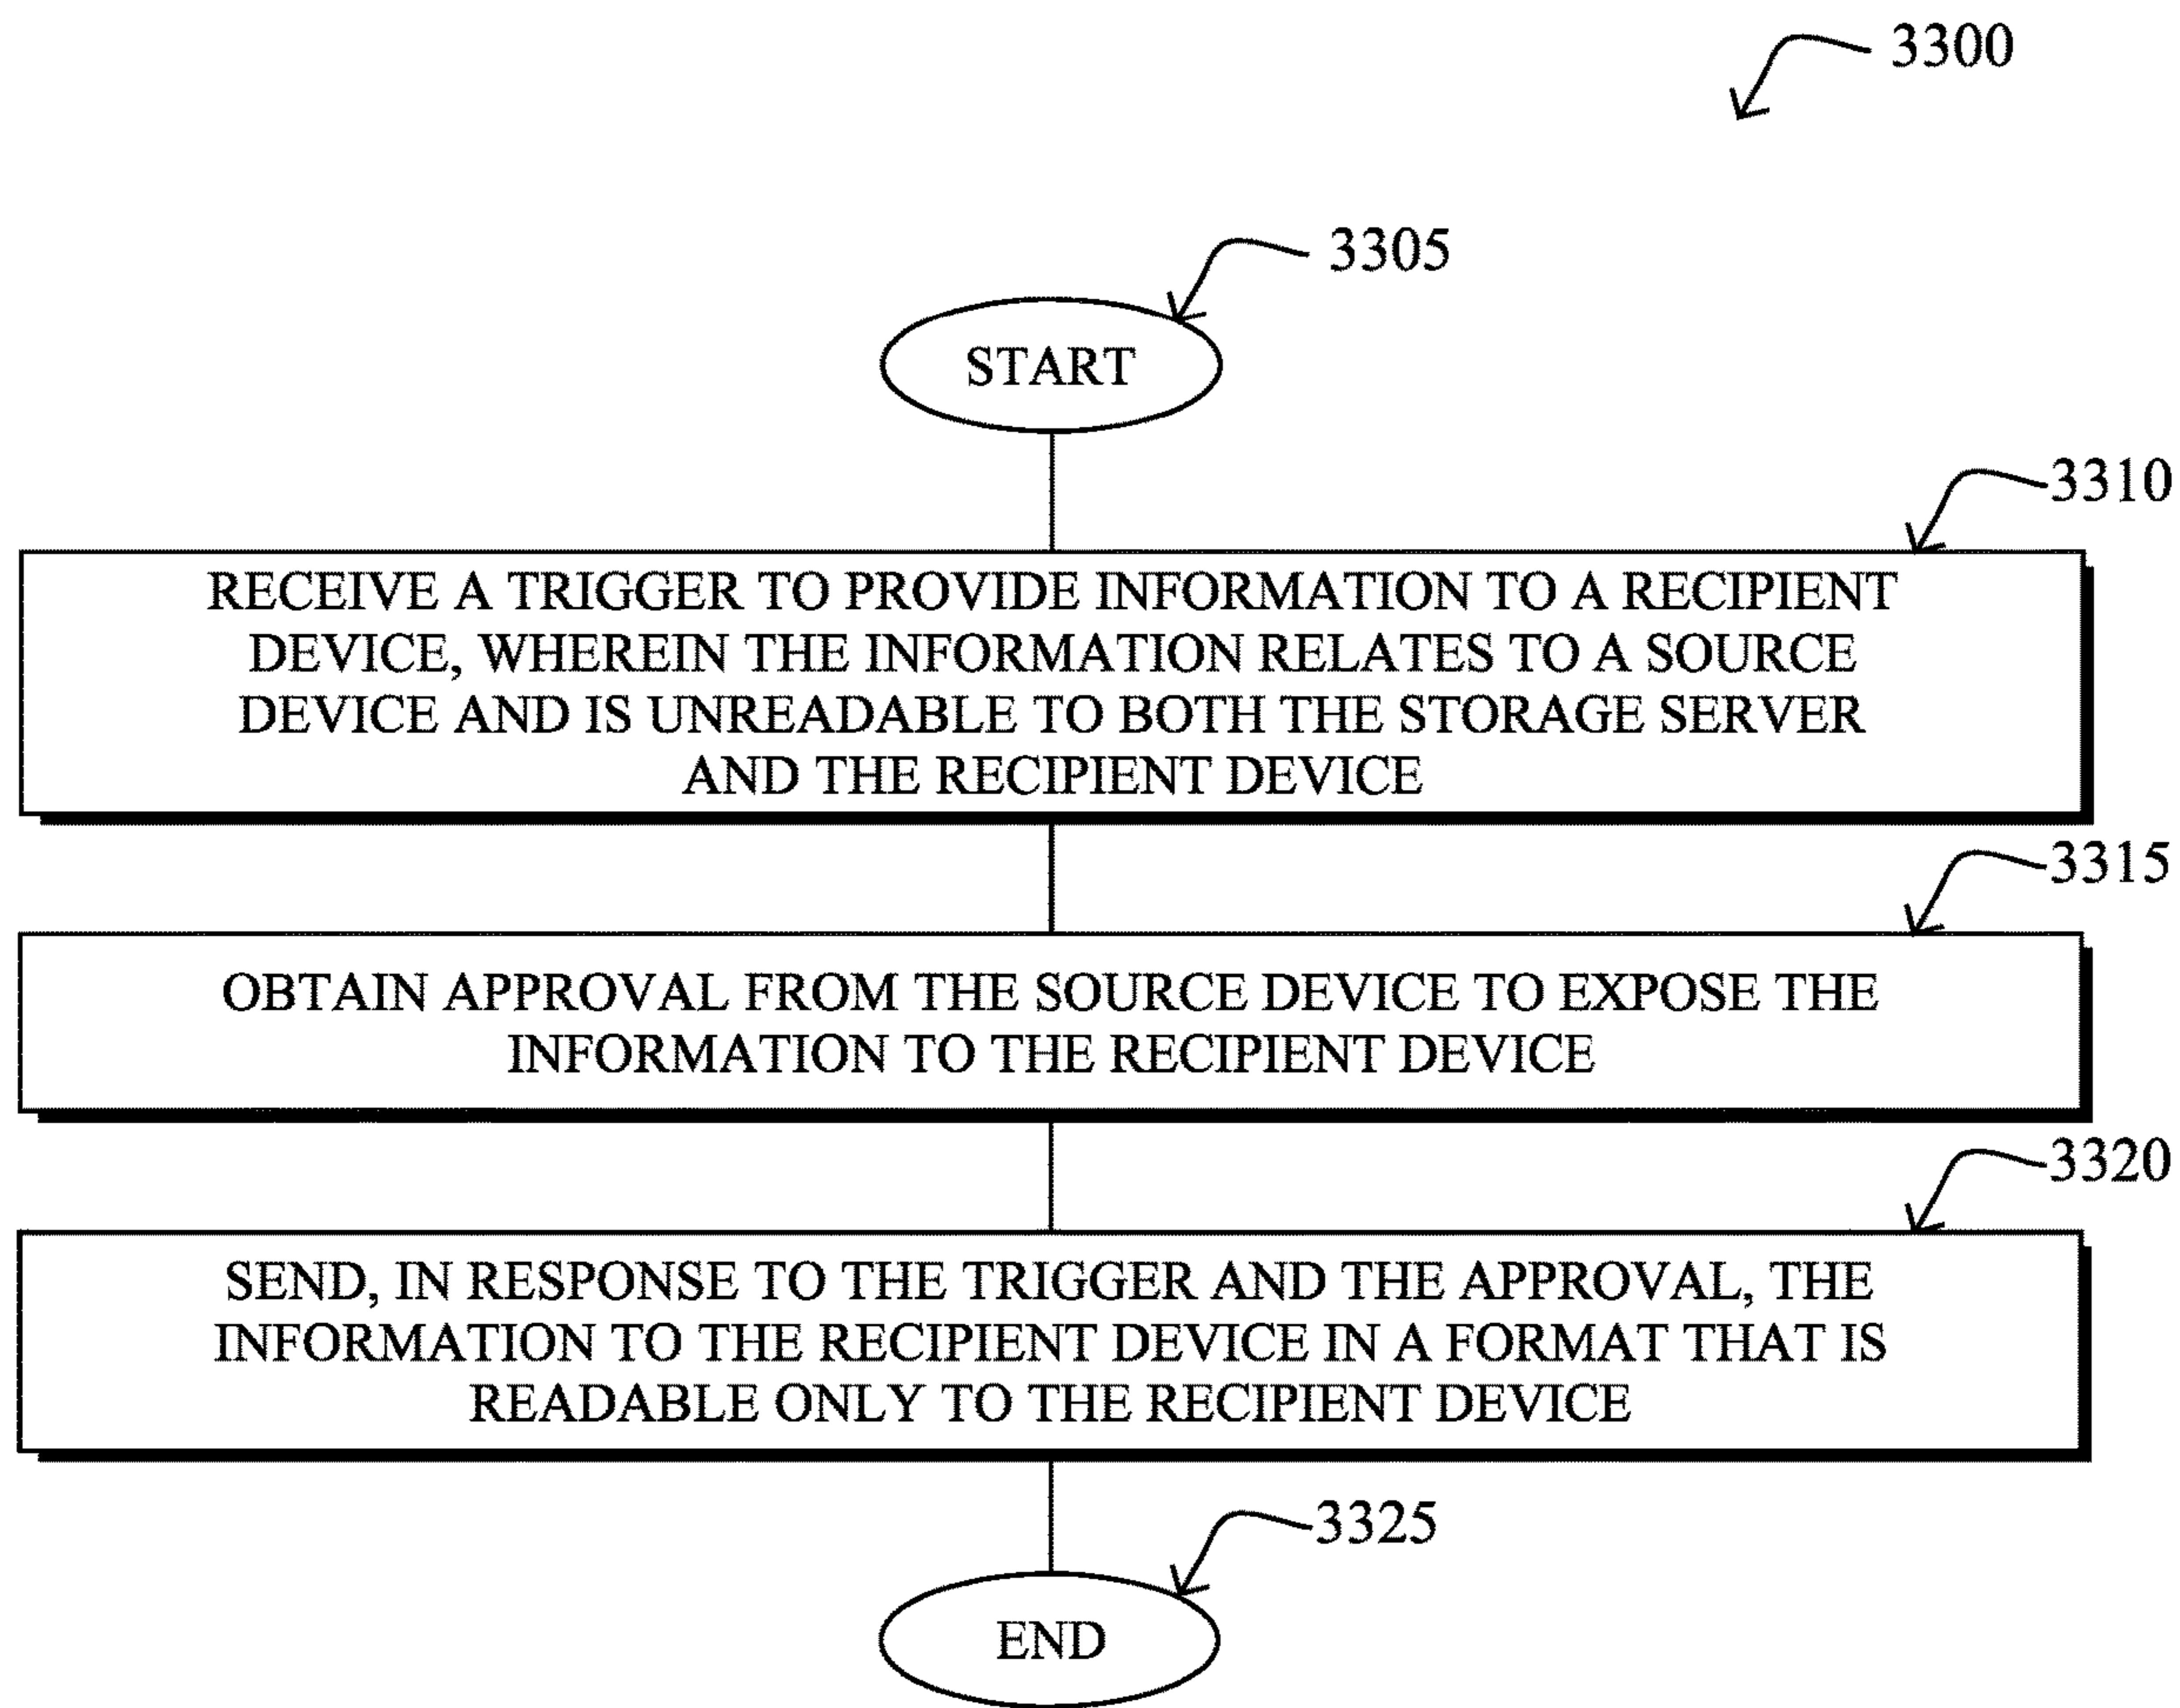 3300
3305
START
3310
RECEIVE A TRIGGER TO PROVIDE INFORMATION TO A RECIPIENT
DEVICE, WHEREIN THE INFORMATION RELATES TO A SOURCE
DEVICE AND IS UNREADABLE TO BOTH THE STORAGE SERVER
AND THE RECIPIENT DEVICE
3315
OBTAIN APPROVAL FROM THE SOURCE DEVICE TO EXPOSE THE
INFORMATION TO THE RECIPIENT DEVICE
3320
SEND, IN RESPONSE TO THE TRIGGER AND THE APPROVAL, THE
INFORMATION TO THE RECIPIENT DEVICE IN A FORMAT THAT IS
READABLE ONLY TO THE RECIPIENT DEVICE
3325
END